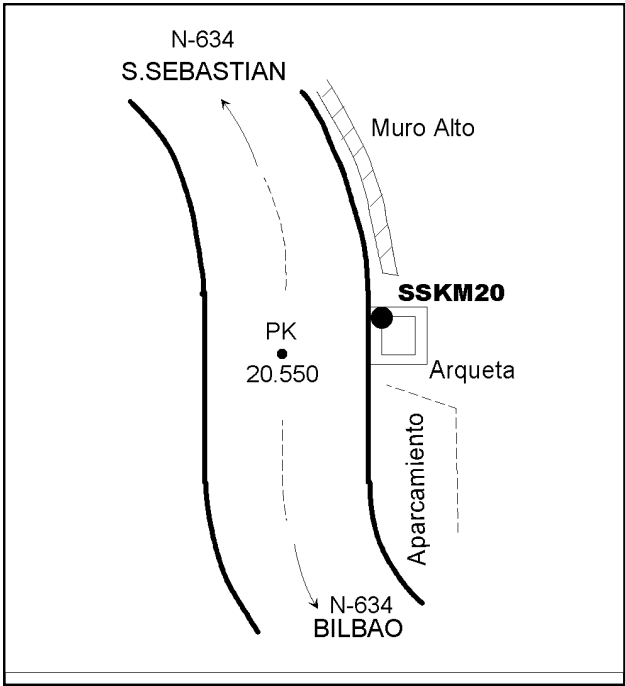 N-634
S.SEBASTIAN
Muro Alto
SSKM20
PK
20.550
Arqueta
Aparcamiento
N-634
BILBAO